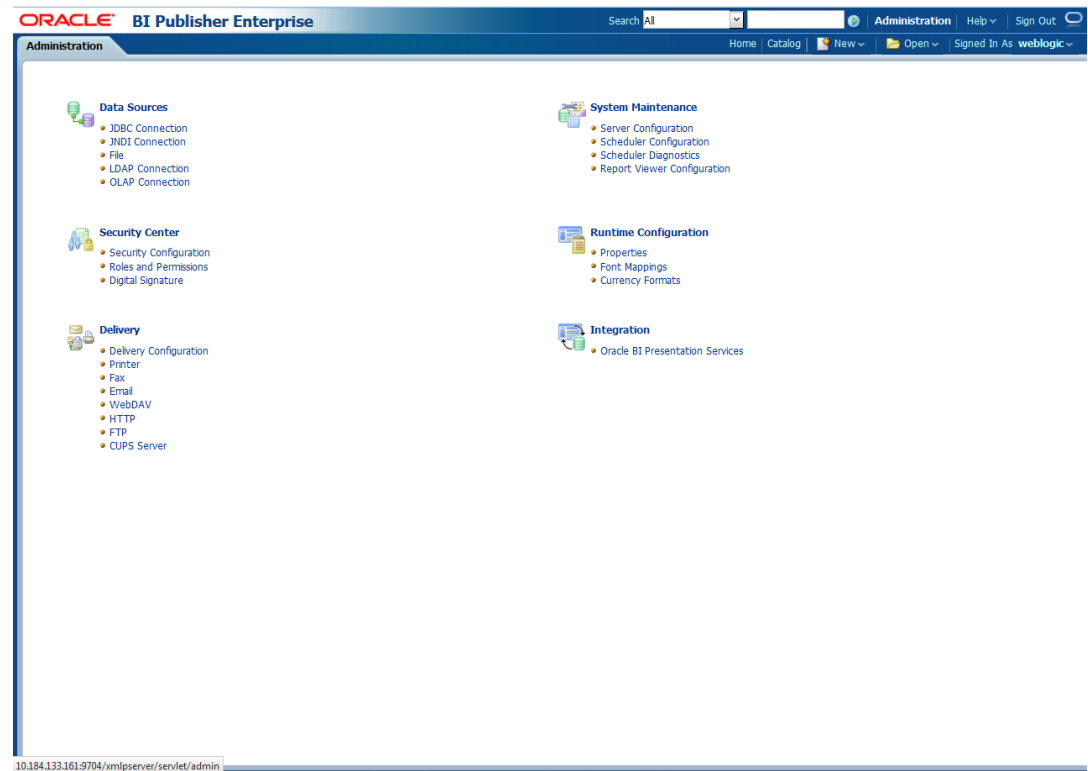 ORACLE BI Publisher Enterprise Search All Administration Help Sign Out
Administration Home Catalog New Open Signed In As weblogic
Data Sources
JDBC Connection
JNDI Connection
File
LDAP Connection
OLAP Connection
System Maintenance
Server Configuration
Scheduler Configuration
Scheduler Diagnostics
Report Viewer Configuration
Security Center
Security Configuration
Roles and Permissions
Digital Signature
Runtime Configuration
Properties
Font Mappings
Currency Formats
Delivery
Delivery Configuration
Printer
Fax
Email
WebDAV
HTTP
FTP
CUPS Server
Integration
Oracle BI Presentation Services
10.184.133.161:9704/xmlpserver/servlet/admin